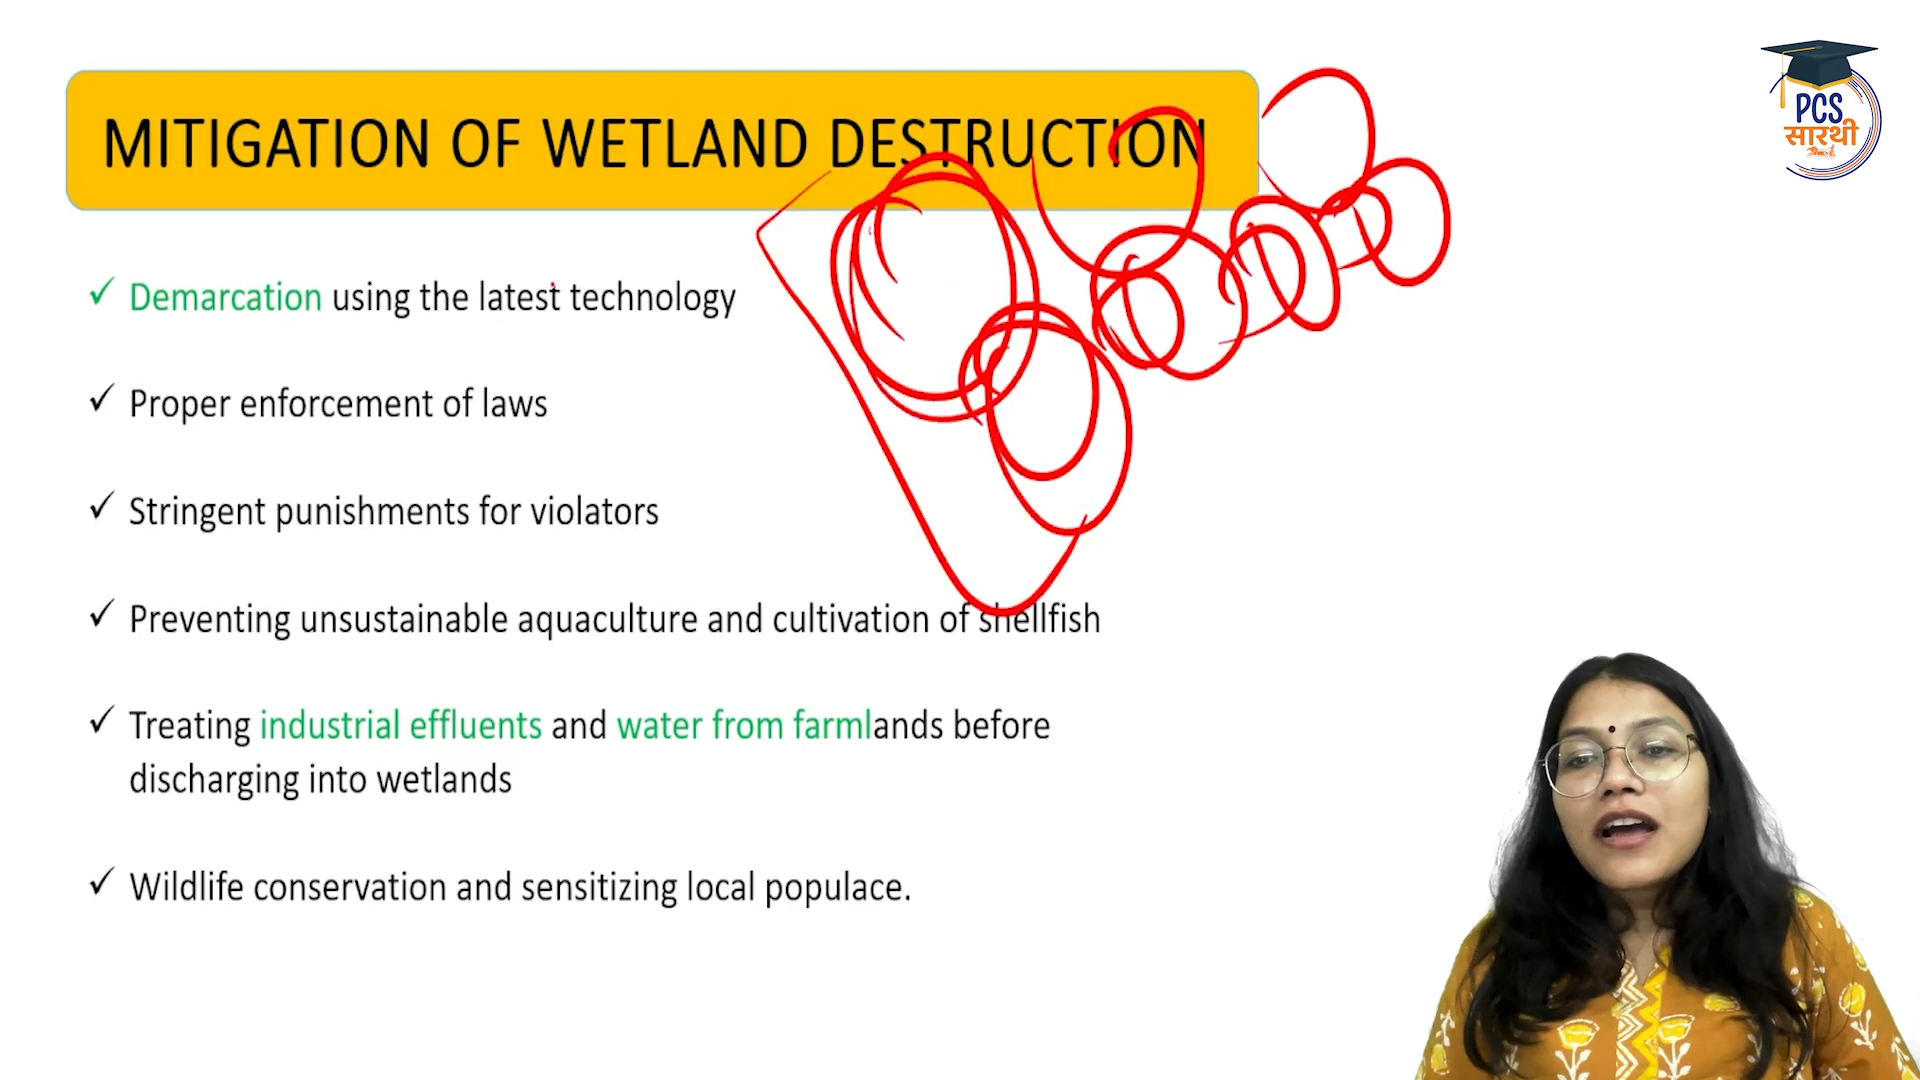 PCS
सारथी
MITIGATION OF WETLAND DESTRUCTION
✓ Demarcation using the latest technology
✓ Proper enforcement of laws
✓ Stringent punishments for violators
✓ Preventing unsustainable aquaculture and cultivation of shellfish
✓ Treating industrial effluents and water from farmlands before
discharging into wetlands
✓ Wildlife conservation and sensitizing local populace.